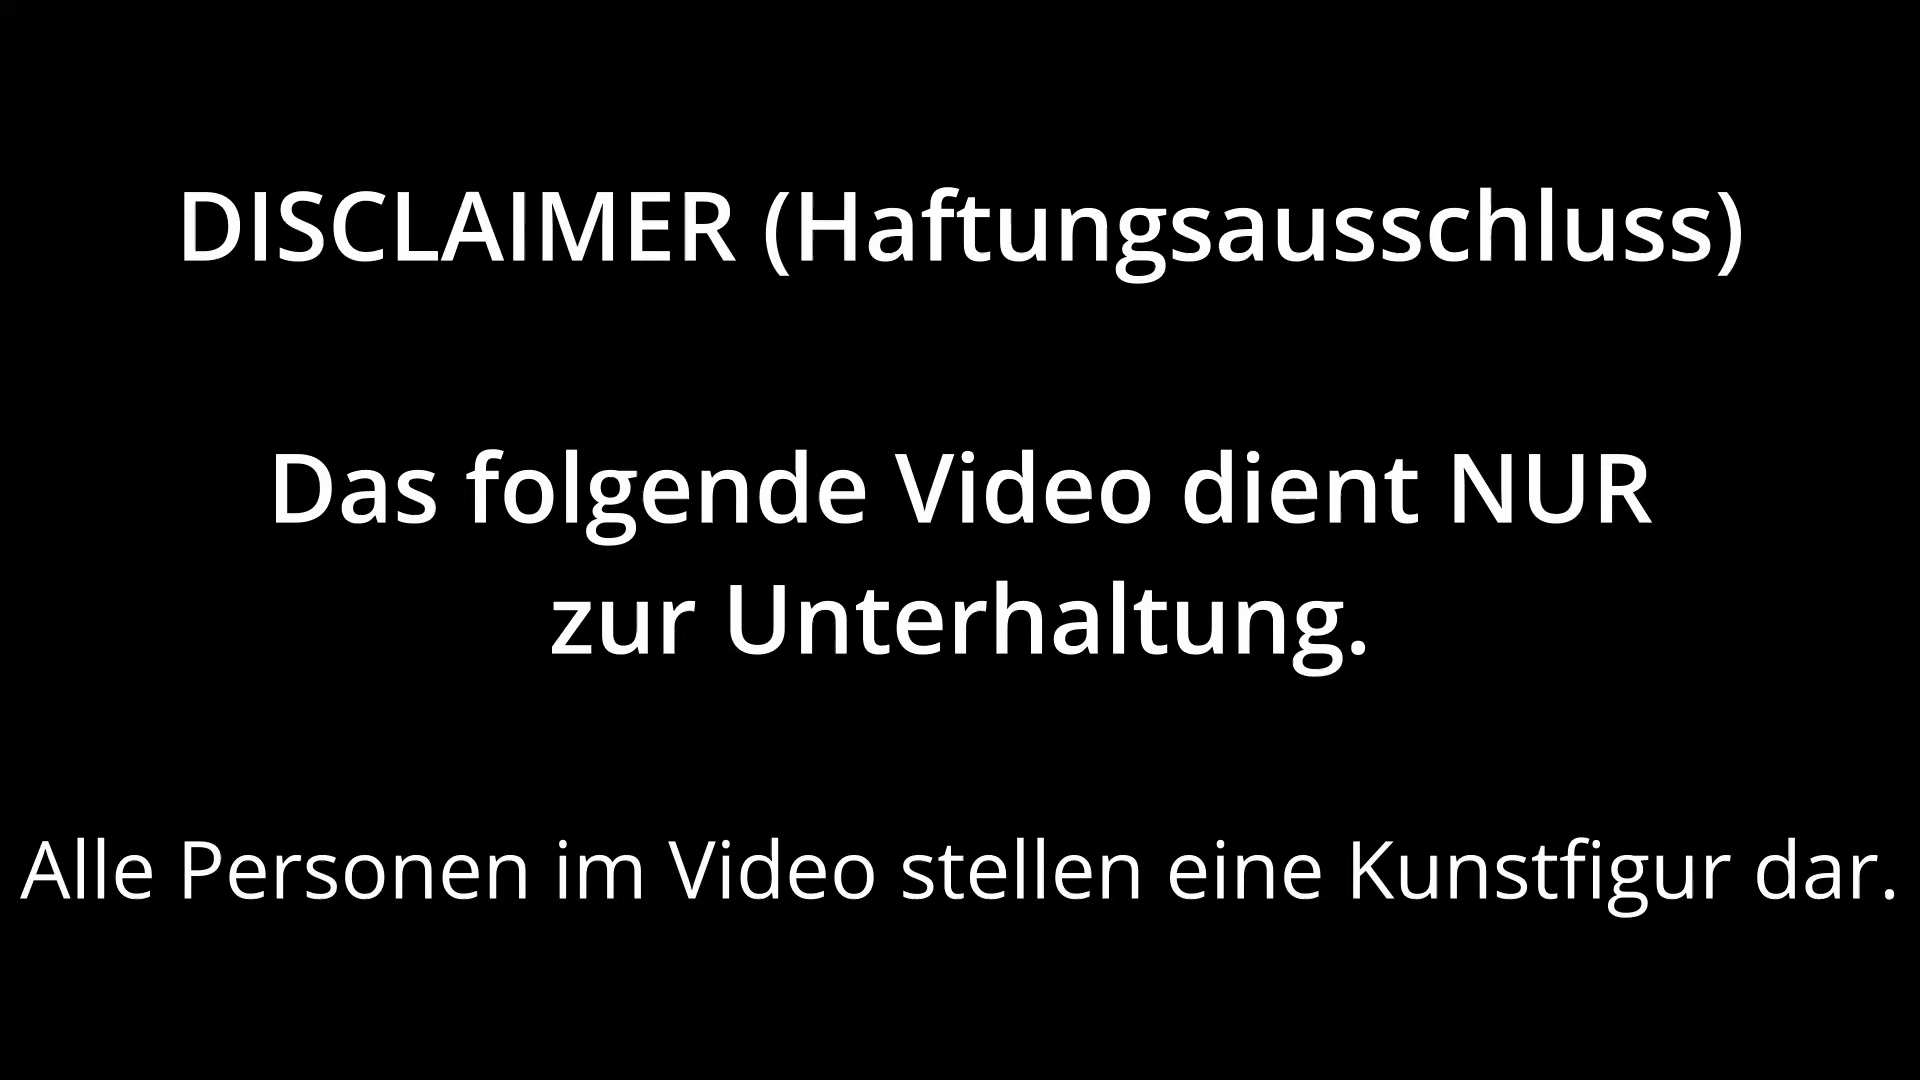 DISCLAIMER (Haftungsausschluss)
Das folgende Video dient NUR
zur Unterhaltung.
Alle Personen im Video stellen eine Kunstfigur dar.